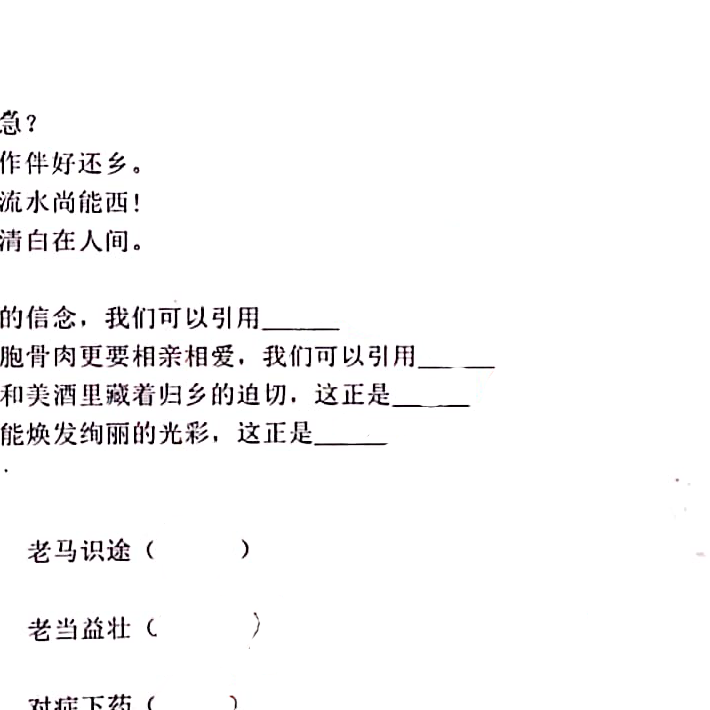 急？
作伴好还乡。
流水尚能西！
清白在人间。
的信念，我们可以引用______
胞骨肉更要相亲相爱，我们可以引用______
和美酒里藏着归乡的迫切，这正是______
能焕发绚丽的光彩，这正是______
老马识途（　　　）
老当益壮（　　　）
对症下药（　　　）